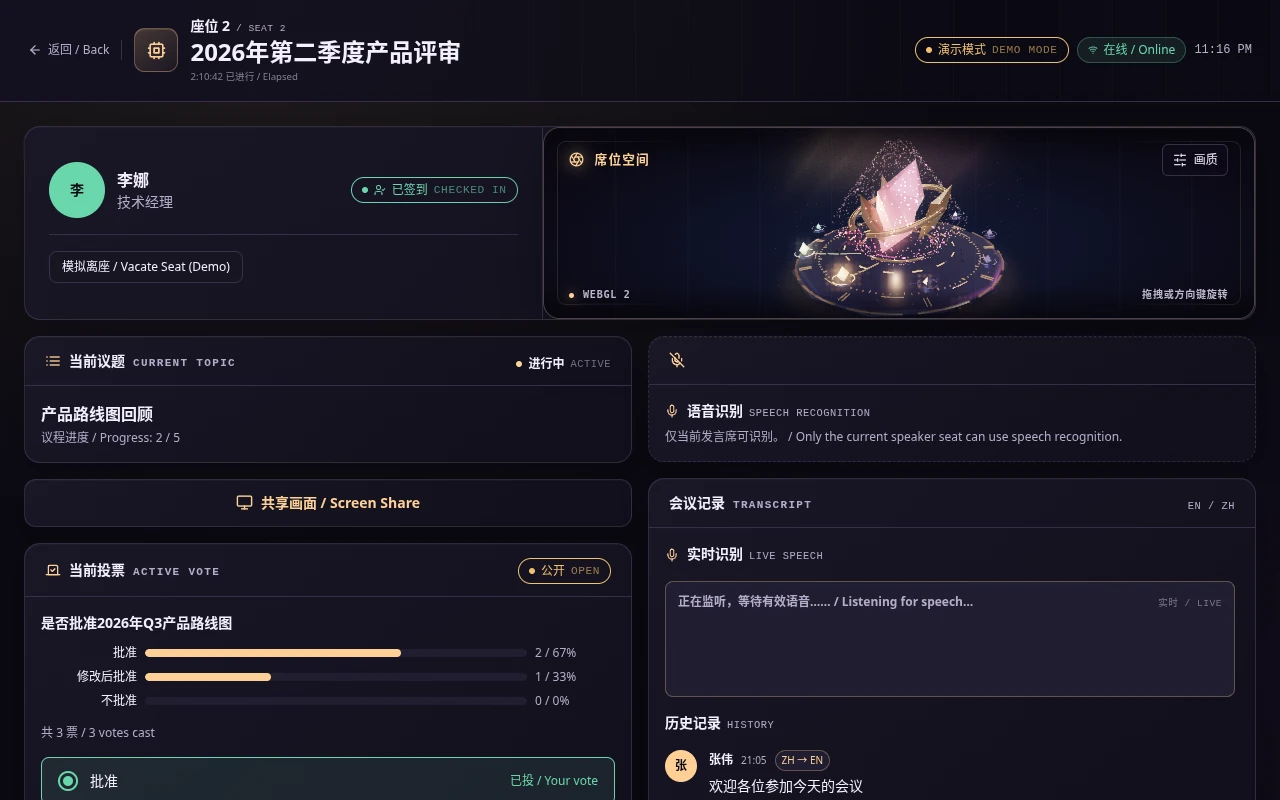 返回 / Back
座位 2 / SEAT 2
2026年第二季度产品评审
2:10:42 已进行 / Elapsed
演示模式 DEMO MODE
在线 / Online
11:16 PM
李
李娜
技术经理
已签到 CHECKED IN
模拟离座 / Vacate Seat (Demo)
席位空间
画质
WEBGL 2
拖拽或方向键旋转
当前议题 CURRENT TOPIC
进行中 ACTIVE
产品路线图回顾
议程进度 / Progress: 2 / 5
共享画面 / Screen Share
当前投票 ACTIVE VOTE
公开 OPEN
是否批准2026年Q3产品路线图
批准 2 / 67%
修改后批准 1 / 33%
不批准 0 / 0%
共 3 票 / 3 votes cast
批准 已投 / Your vote
语音识别 SPEECH RECOGNITION
仅当前发言席可识别。 / Only the current speaker seat can use speech recognition.
会议记录 TRANSCRIPT
EN / ZH
实时识别 LIVE SPEECH
正在监听，等待有效语音…… / Listening for speech…
实时 / LIVE
历史记录 HISTORY
张
张伟 21:05 ZH → EN
欢迎各位参加今天的会议